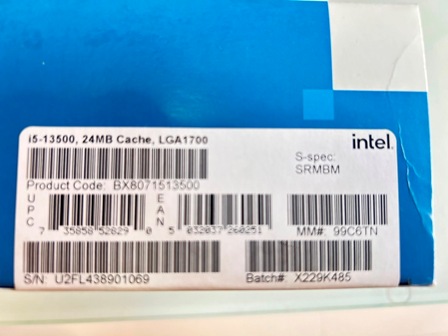 i5-13500, 24MB Cache, LGA1700
intel.
S-spec:
SRMBM
Product Code: BX8071513500
UPC
7 35858 52829 0
EAN
5 032037 260251
MM#: 99C6TN
S/N: U2FL438901069
Batch#: X229K485